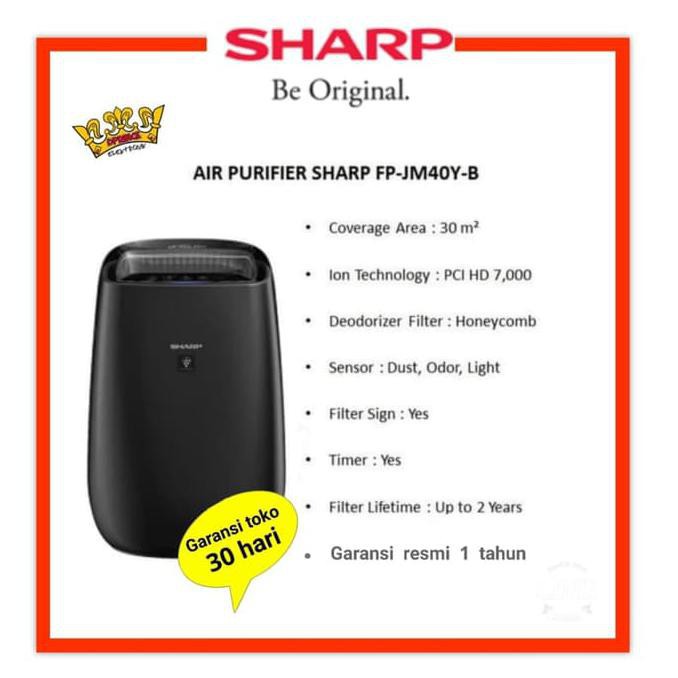 SHARP
Be Original.
ELEKTRONIK
AIR PURIFIER SHARP FP-JM40Y-B
• Coverage Area : 30 m²
• Ion Technology : PCI HD 7,000
• Deodorizer Filter : Honeycomb
• Sensor : Dust, Odor, Light
SHARP
• Filter Sign : Yes
• Timer : Yes
• Filter Lifetime : Up to 2 Years
Garansi toko
30 hari
• Garansi resmi 1 tahun